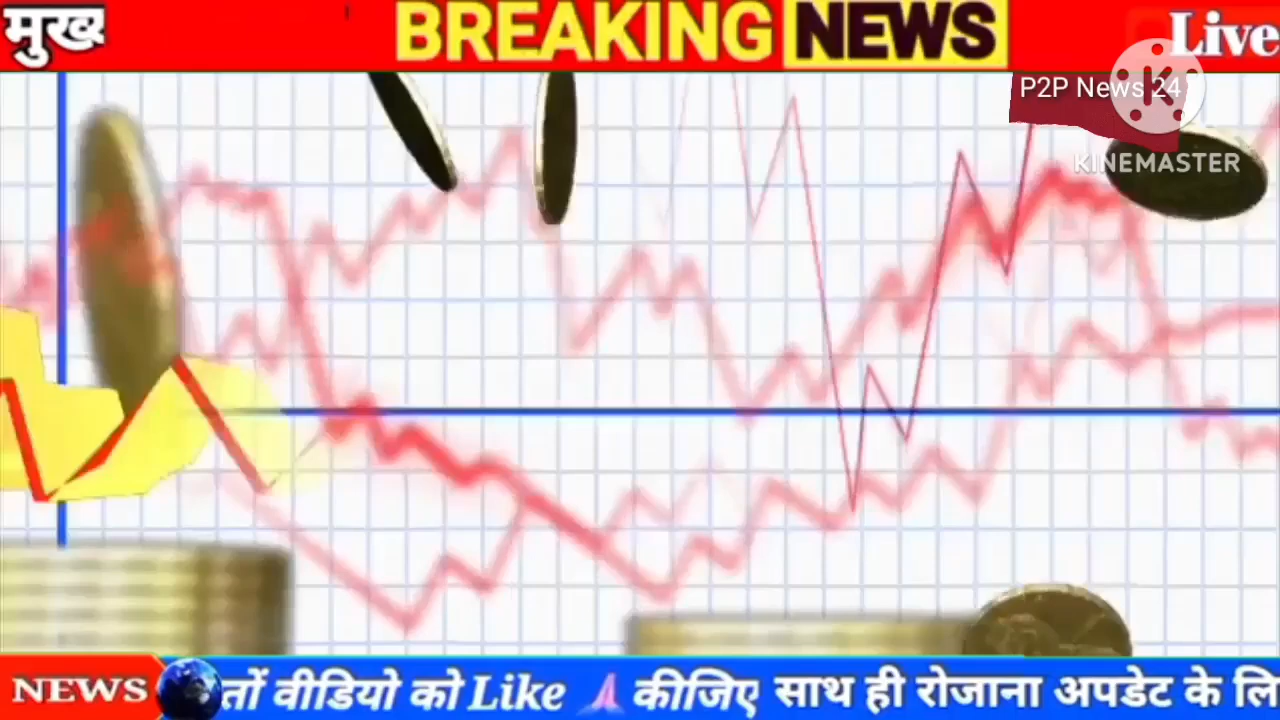 मुख्य
BREAKING NEWS
Live
P2P News 24
K
KINEMASTER
NEWS
तों वीडियो को Like 🙏 कीजिए साथ ही रोजाना अपडेट के लि